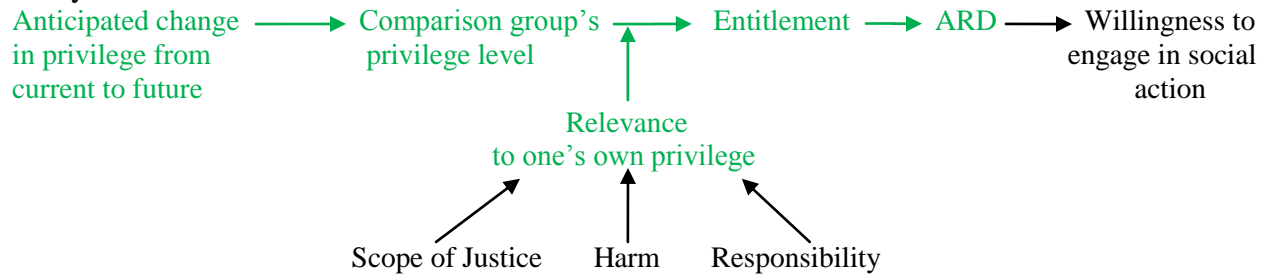 Anticipated change
in privilege from
current to future
Comparison group's
privilege level
Entitlement
ARD
Willingness to
engage in social
action
Relevance
to one's own privilege
Scope of Justice
Harm
Responsibility